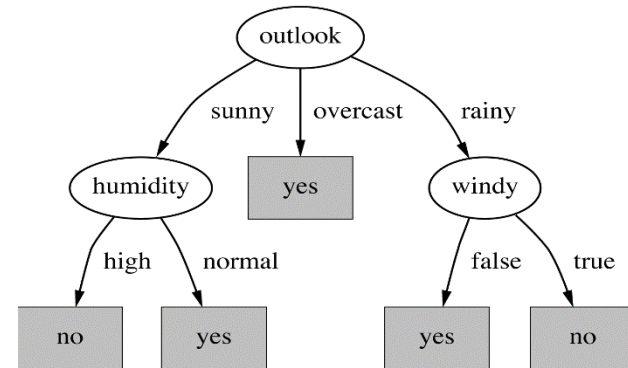 outlook
sunny overcast rainy
humidity yes windy
high normal false true
no yes yes no